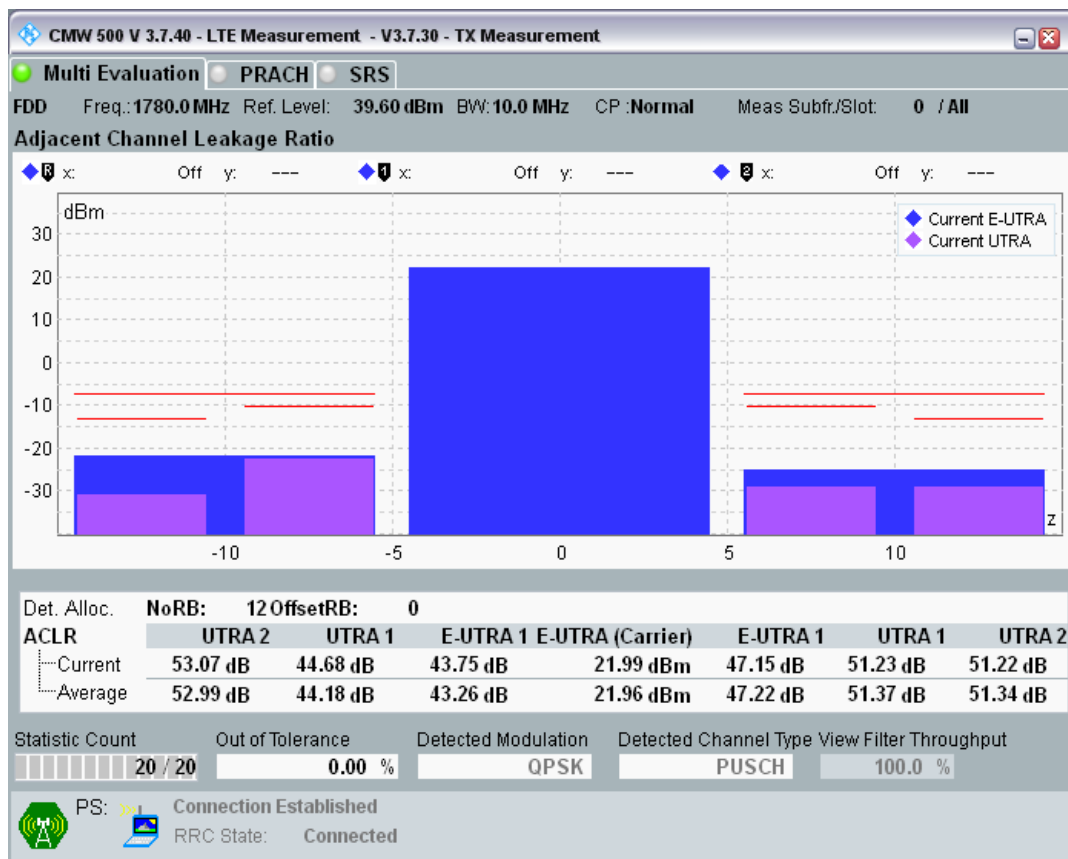 CMW 500 V 3.7.40 - LTE Measurement - V3.7.30 - TX Measurement
Multi Evaluation PRACH SRS
FDD Freq.:1780.0 MHz Ref. Level: 39.60 dBm BW:10.0 MHz CP :Normal Meas Subfr./Slot: 0 / All
Adjacent Channel Leakage Ratio
R x: Off y: --- 1 x: Off y: --- 2 x: Off y: ---
dBm
Current E-UTRA
Current UTRA
30
20
10
0
-10
-20
-30
z
-10 -5 0 5 10
Det. Alloc. NoRB: 12 OffsetRB: 0
ACLR UTRA 2 UTRA 1 E-UTRA 1 E-UTRA (Carrier) E-UTRA 1 UTRA 1 UTRA 2
Current 53.07 dB 44.68 dB 43.75 dB 21.99 dBm 47.15 dB 51.23 dB 51.22 dB
Average 52.99 dB 44.18 dB 43.26 dB 21.96 dBm 47.22 dB 51.37 dB 51.34 dB
Statistic Count Out of Tolerance Detected Modulation Detected Channel Type View Filter Throughput
20 / 20 0.00 % QPSK PUSCH 100.0 %
PS: Connection Established
RRC State: Connected